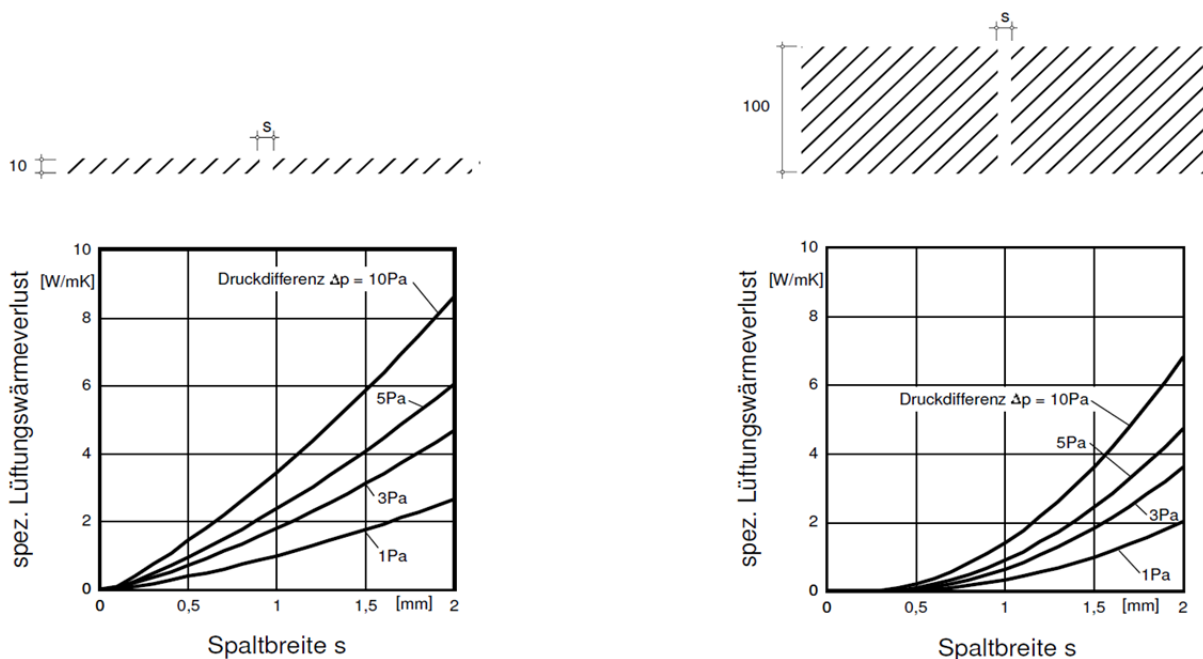 s
10
10
[W/mK]
8
6
4
2
0
spez. Lüftungswärmeverlust
Druckdifferenz Δp = 10Pa
5Pa
3Pa
1Pa
0
0,5
1
1,5
[mm]
2
Spaltbreite s
s
100
10
[W/mK]
8
6
4
2
0
spez. Lüftungswärmeverlust
Druckdifferenz Δp = 10Pa
5Pa
3Pa
1Pa
0
0,5
1
1,5
[mm]
2
Spaltbreite s